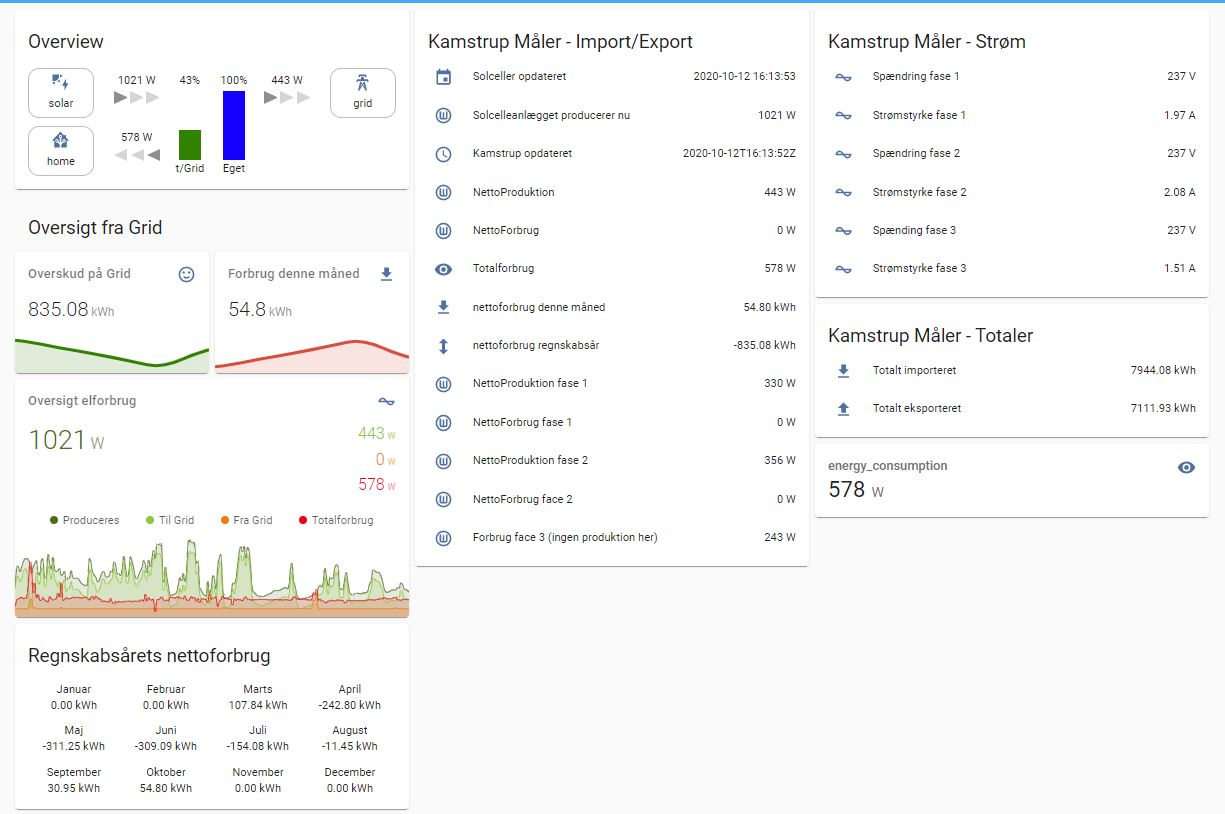 Overview
1021 W 43% 100% 443 W
solar
grid
578 W
home
t/Grid Eget
Oversigt fra Grid
Overskud på Grid
835.08 kWh
Forbrug denne måned
54.8 kWh
Oversigt elforbrug
1021 W
443 W
0 W
578 W
Produceres Til Grid Fra Grid Totalforbrug
Regnskabsårets nettoforbrug
Januar Februar Marts April
0.00 kWh 0.00 kWh 107.84 kWh -242.80 kWh
Maj Juni Juli August
-311.25 kWh -309.09 kWh -154.08 kWh -11.45 kWh
September Oktober November December
30.95 kWh 54.80 kWh 0.00 kWh 0.00 kWh
Kamstrup Måler - Import/Export
Solceller opdateret 2020-10-12 16:13:53
Solcelleanlægget producerer nu 1021 W
Kamstrup opdateret 2020-10-12T16:13:52Z
NettoProduktion 443 W
NettoForbrug 0 W
Totalforbrug 578 W
nettoforbrug denne måned 54.80 kWh
nettoforbrug regnskabsår -835.08 kWh
NettoProduktion fase 1 330 W
NettoForbrug fase 1 0 W
NettoProduktion fase 2 356 W
NettoForbrug face 2 0 W
Forbrug face 3 (ingen produktion her) 243 W
Kamstrup Måler - Strøm
Spændring fase 1 237 V
Strømstyrke fase 1 1.97 A
Spændring fase 2 237 V
Strømstyrke fase 2 2.08 A
Spænding fase 3 237 V
Strømstyrke fase 3 1.51 A
Kamstrup Måler - Totaler
Totalt importeret 7944.08 kWh
Totalt eksporteret 7111.93 kWh
energy_consumption
578 W